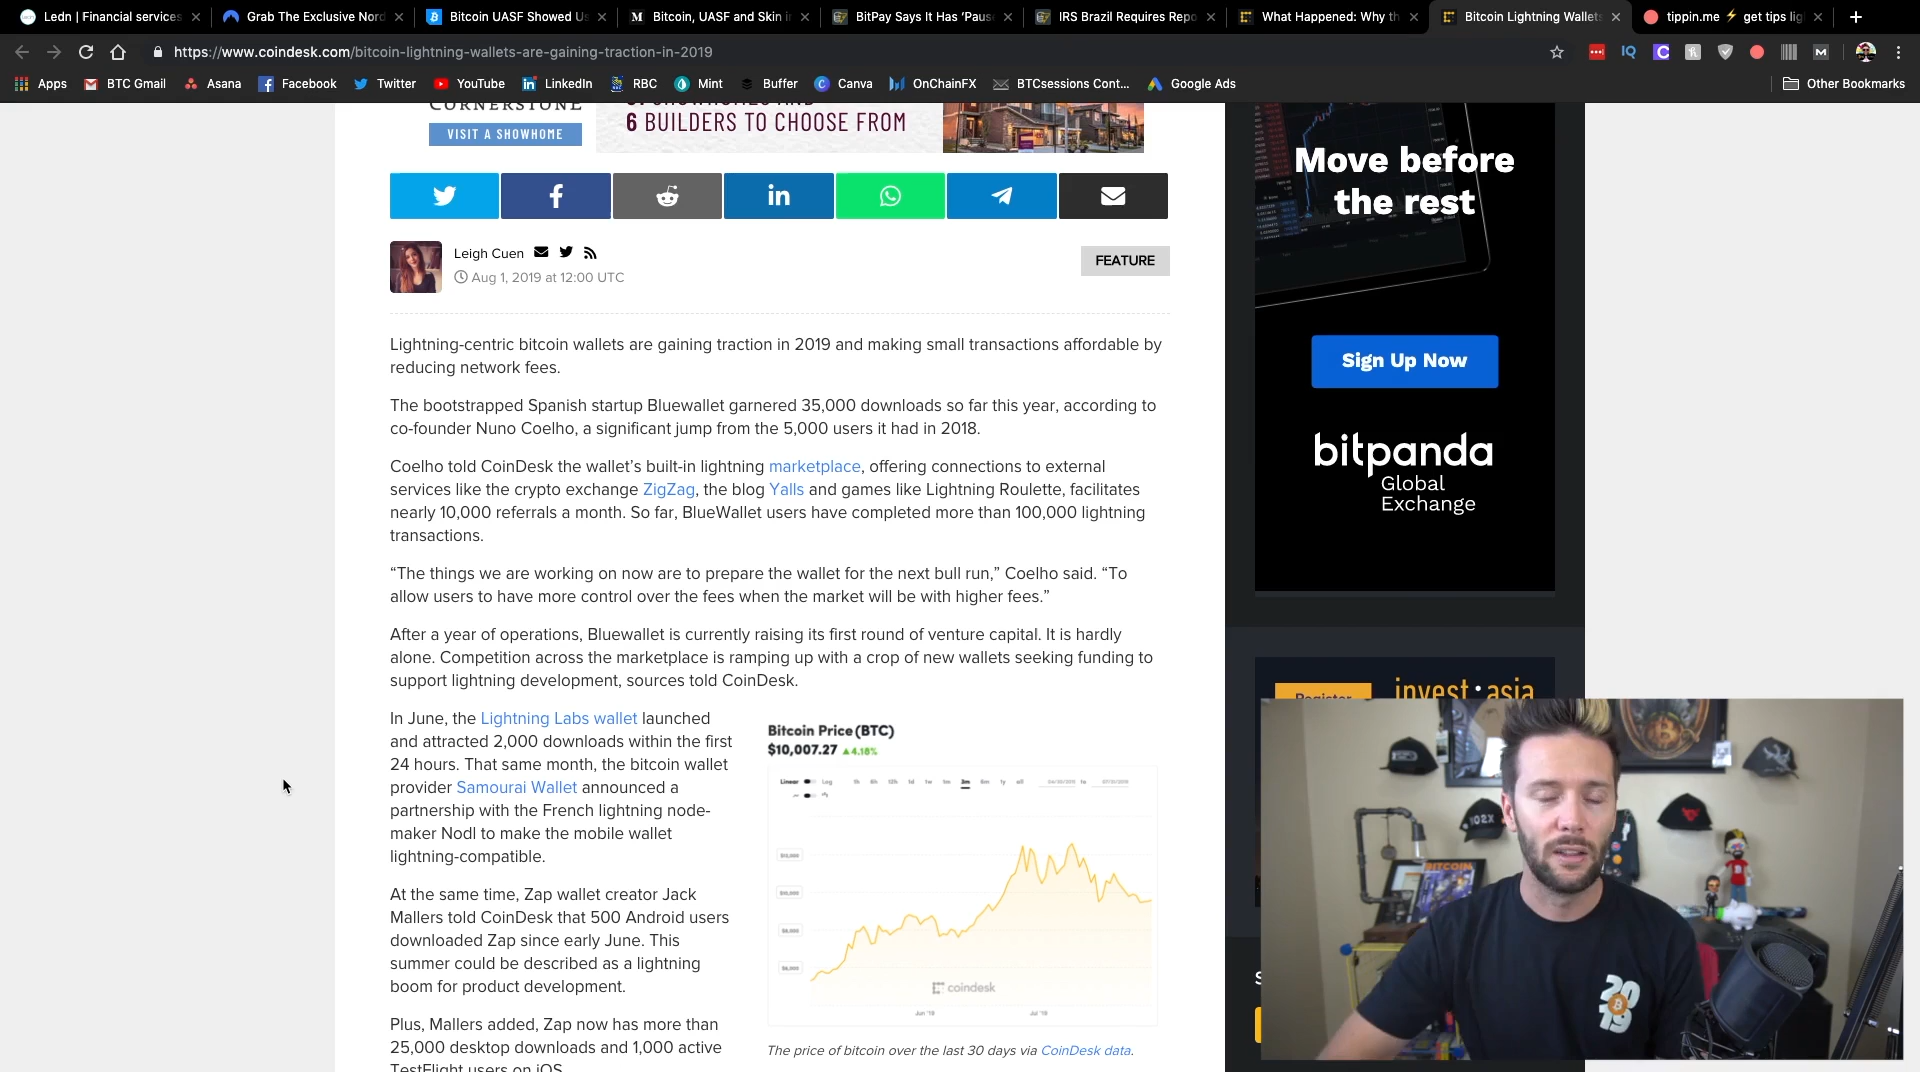 Ledn | Financial services
Grab The Exclusive Nord
Bitcoin UASF Showed Us
Bitcoin, UASF and Skin in
BitPay Says It Has ‘Pause
IRS Brazil Requires Repo
What Happened: Why th
Bitcoin Lightning Wallets
tippin.me ⚡ get tips lig
https://www.coindesk.com/bitcoin-lightning-wallets-are-gaining-traction-in-2019
Apps
BTC Gmail
Asana
Facebook
Twitter
YouTube
LinkedIn
RBC
Mint
Buffer
Canva
OnChainFX
BTCsessions Cont...
Google Ads
Other Bookmarks
CORNERSTONE
VISIT A SHOWHOME
6 BUILDERS TO CHOOSE FROM
Leigh Cuen
Aug 1, 2019 at 12:00 UTC
FEATURE
Lightning-centric bitcoin wallets are gaining traction in 2019 and making small transactions affordable by
reducing network fees.
The bootstrapped Spanish startup Bluewallet garnered 35,000 downloads so far this year, according to
co-founder Nuno Coelho, a significant jump from the 5,000 users it had in 2018.
Coelho told CoinDesk the wallet’s built-in lightning marketplace, offering connections to external
services like the crypto exchange ZigZag, the blog Yalls and games like Lightning Roulette, facilitates
nearly 10,000 referrals a month. So far, BlueWallet users have completed more than 100,000 lightning
transactions.
“The things we are working on now are to prepare the wallet for the next bull run,” Coelho said. “To
allow users to have more control over the fees when the market will be with higher fees.”
After a year of operations, Bluewallet is currently raising its first round of venture capital. It is hardly
alone. Competition across the marketplace is ramping up with a crop of new wallets seeking funding to
support lightning development, sources told CoinDesk.
In June, the Lightning Labs wallet launched
and attracted 2,000 downloads within the first
24 hours. That same month, the bitcoin wallet
provider Samourai Wallet announced a
partnership with the French lightning node-
maker Nodl to make the mobile wallet
lightning-compatible.
At the same time, Zap wallet creator Jack
Mallers told CoinDesk that 500 Android users
downloaded Zap since early June. This
summer could be described as a lightning
boom for product development.
Plus, Mallers added, Zap now has more than
25,000 desktop downloads and 1,000 active
TestFlight users on iOS.
Bitcoin Price (BTC)
$10,007.27 ▲4.18%
Linear
Log
coindesk
Jun '19
Jul '19
The price of bitcoin over the last 30 days via CoinDesk data.
Move before
the rest
Sign Up Now
bitpanda
Global
Exchange
Register
invest:asia
BITCOIN
2019